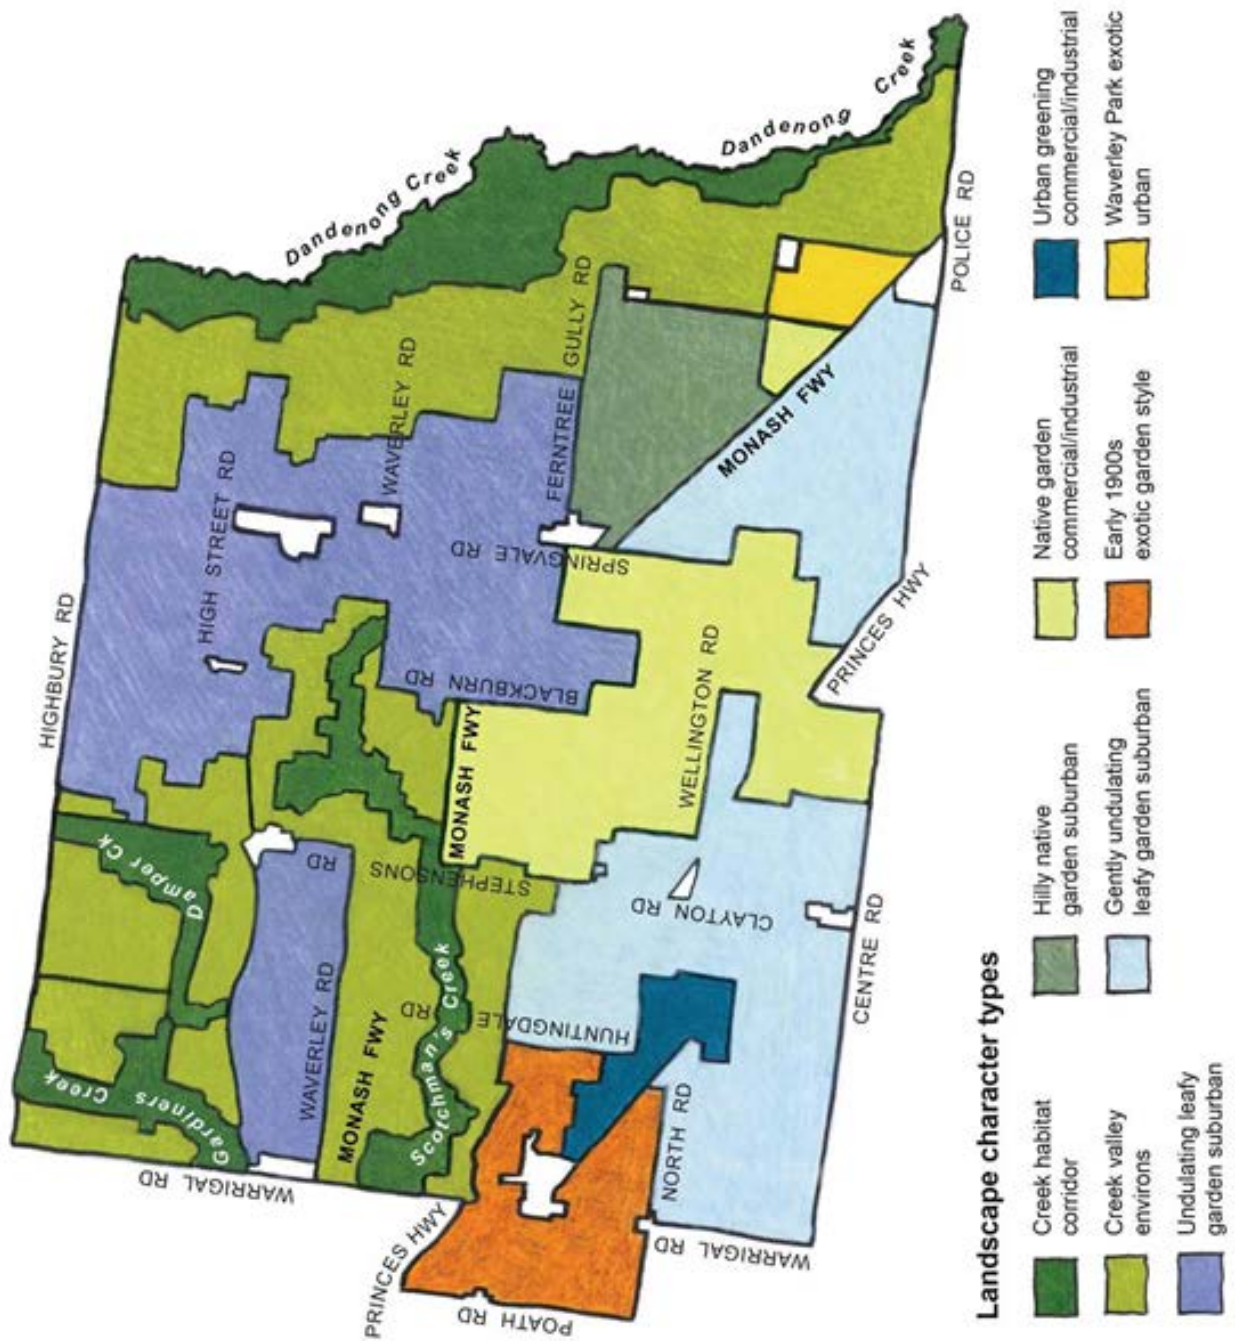 HIGHBURY RD
HIGH STREET RD
WAVERLEY RD
FERNTREE
GULLY RD
SPRINGVALE RD
BLACKBURN RD
MONASH FWY
STEPHENSONS
RD
WAVERLEY RD
MONASH FWY
HUNTINGDALE
RD
WARRIGAL RD
PRINCES HWY
POATH RD
NORTH RD
WARRIGAL RD
CLAYTON RD
WELLINGTON RD
CENTRE RD
PRINCES HWY
MONASH FWY
POLICE RD
Dandenong Creek
Dandenong Creek
Damper Ck
Gardiners Creek
Scotchman's Creek
Landscape character types
Creek habitat
corridor
Creek valley
environs
Undulating leafy
garden suburban
Hilly native
garden suburban
Gently undulating
leafy garden suburban
Native garden
commercial/industrial
Early 1900s
exotic garden style
Urban greening
commercial/industrial
Waverley Park exotic
urban